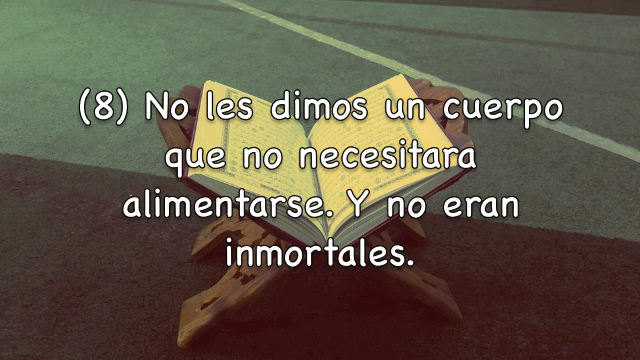 (8) No les dimos un cuerpo
que no necesitara
alimentarse. Y no eran
inmortales.